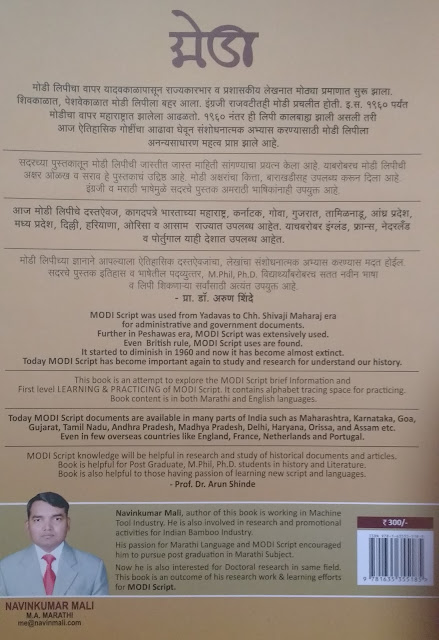 मोडी लिपीचा वापर यादवकाळापासून राज्यकारभार व प्रशासकीय लेखनात मोठ्या प्रमाणात सुरू झाला.
शिवकाळात, पेशवेकाळात मोडी लिपीला बहर आला. इंग्रजी राजवटीतही मोडी प्रचलीत होती. इ.स. १९६० पर्यंत
मोडीचा वापर महाराष्ट्रात आलेला आढळतो. १९६० नंतर ही लिपी कालबाह्य झाली असली तरी
आज ऐतिहासिक गोष्टींचा आढावा घेवून संशोधनात्मक अभ्यास करण्यासाठी मोडी लिपीला
अनन्यसाधारण महत्व प्राप्त झाले आहे.
सदरच्या पुस्तकातून मोडी लिपीची जास्तीत जास्त माहिती सांगण्याचा प्रयत्न केला आहे. याबरोबरच मोडी लिपीची
अक्षर ओळख व सराव हे पुस्तकाचं उद्दिष्ट आहे. मोडी अक्षरांचा कित्ता, बाराखडीसह उपलब्ध करून दिला आहे.
इंग्रजी व मराठी भाषेमुळे सदरचे पुस्तक अमराठी भाषिकांनाही उपयुक्त आहे.
आज मोडी लिपीचे दस्तऐवज, कागदपत्रे भारताच्या महाराष्ट्र, कर्नाटक, गोवा, गुजरात, तामिळनाडू, आंध्र प्रदेश,
मध्य प्रदेश, दिल्ली, हरियाणा, ओरिसा व आसाम राज्यात उपलब्ध आहेत. याचबरोबर इंग्लंड, फ्रान्स, नेदरलँड
व पोर्तुगाल याही देशात उपलब्ध आहेत.
मोडी लिपीच्या ज्ञानाने आपल्याला ऐतिहासिक दस्तऐवजांचा, लेखांचा संशोधनात्मक अभ्यास करण्यास मदत होईल.
सदरचे पुस्तक इतिहास व भाषेतील पदव्युत्तर, M.Phil, Ph.D. विद्यार्थ्यांबरोबरच सतत नवीन भाषा
व लिपी शिकणाऱ्या सर्वांसाठी अत्यंत उपयुक्त आहे.
- प्रा. डॉ. अरुण शिंदे
MODI Script was used from Yadavas to Chh. Shivaji Maharaj era
for administrative and government documents.
Further in Peshawas era, MODI Script was extensively used.
Even British rule, MODI Script uses are found.
It started to diminish in 1960 and now it has become almost extinct.
Today MODI Script has become important again to study and research for understand our history.
This book is an attempt to explore the MODI Script brief Information and
First level LEARNING & PRACTICING of MODI Script. It contains alphabet tracing space for practicing.
Book content is in both Marathi and English languages.
Today MODI Script documents are available in many parts of India such as Maharashtra, Karnataka, Goa,
Gujarat, Tamil Nadu, Andhra Pradesh, Madhya Pradesh, Delhi, Haryana, Orissa, and Assam etc.
Even in few overseas countries like England, France, Netherlands and Portugal.
MODI Script knowledge will be helpful in research and study of historical documents and articles.
Book is helpful for Post Graduate, M.Phil, Ph.D. students in history and Literature.
Book is also helpful to those having passion of learning new script and languages.
- Prof. Dr. Arun Shinde
Navinkumar Mali, author of this book is working in Machine
Tool Industry. He is also involved in research and promotional
activities for Indian Bamboo Industry.
His passion for Marathi Language and MODI Script encouraged
him to pursue post graduation in Marathi Subject.
Now he is also interested for Doctoral research in same field.
This book is an outcome of his research work & learning efforts
for MODI Script.
₹ 300/-
NAVINKUMAR MALI
M.A. MARATHI
me@navinmali.com